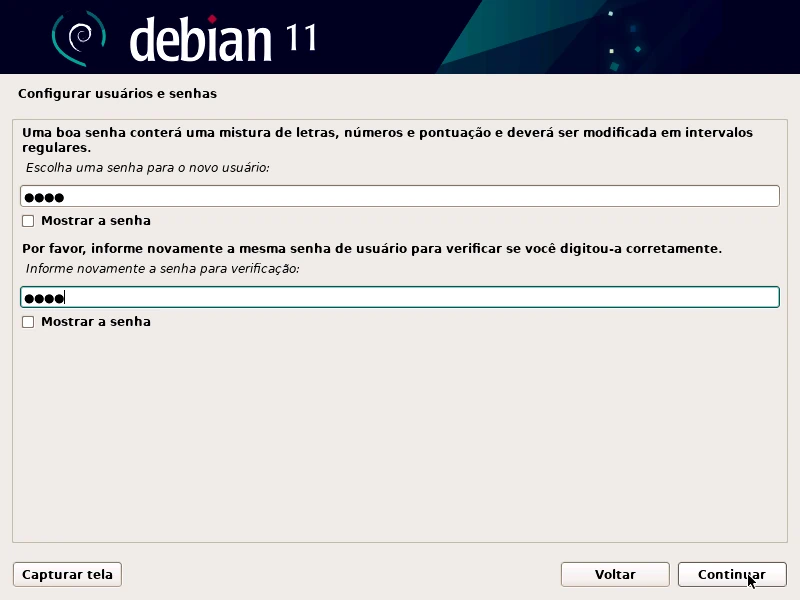 debian 11
Configurar usuários e senhas
Uma boa senha conterá uma mistura de letras, números e pontuação e deverá ser modificada em intervalos
regulares.
Escolha uma senha para o novo usuário:
●●●●
Mostrar a senha
Por favor, informe novamente a mesma senha de usuário para verificar se você digitou-a corretamente.
Informe novamente a senha para verificação:
●●●●
Mostrar a senha
Capturar tela
Voltar
Continuar